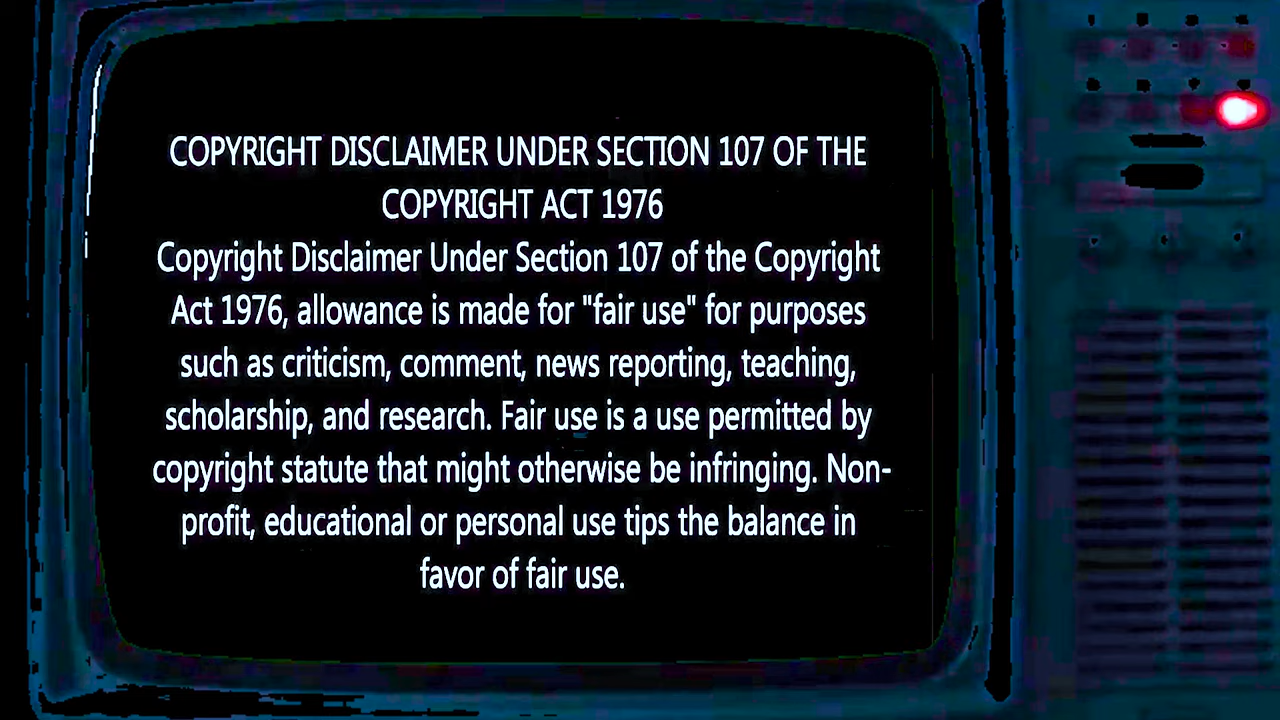 COPYRIGHT DISCLAIMER UNDER SECTION 107 OF THE
COPYRIGHT ACT 1976
Copyright Disclaimer Under Section 107 of the Copyright
Act 1976, allowance is made for "fair use" for purposes
such as criticism, comment, news reporting, teaching,
scholarship, and research. Fair use is a use permitted by
copyright statute that might otherwise be infringing. Non-
profit, educational or personal use tips the balance in
favor of fair use.